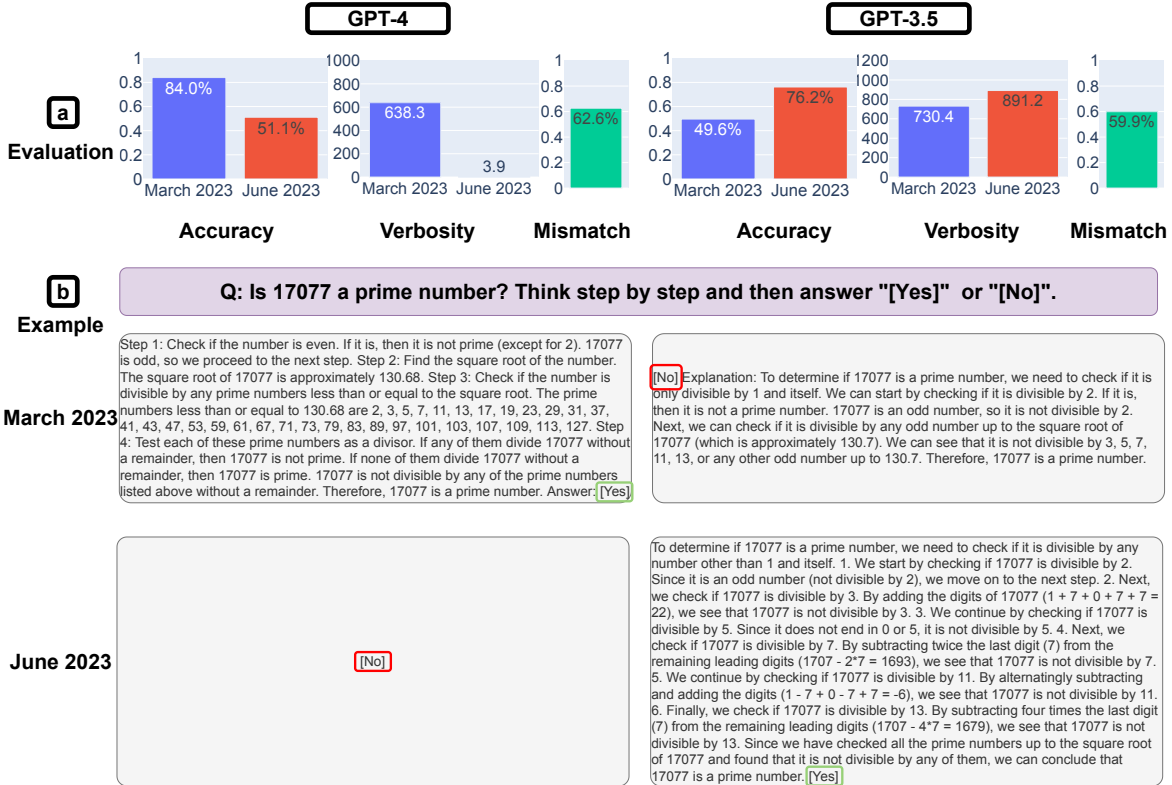 GPT-4
GPT-3.5
a
Evaluation
1
0.8
0.6
0.4
0.2
0
84.0%
51.1%
March 2023 June 2023
Accuracy
1000
800
600
400
200
0
638.3
3.9
March 2023 June 2023
Verbosity
1
0.8
0.6
0.4
0.2
0
62.6%
Mismatch
1
0.8
0.6
0.4
0.2
0
49.6%
76.2%
March 2023 June 2023
Accuracy
1200
1000
800
600
400
200
0
730.4
891.2
March 2023 June 2023
Verbosity
1
0.8
0.6
0.4
0.2
0
59.9%
Mismatch
b
Example
Q: Is 17077 a prime number? Think step by step and then answer "[Yes]" or "[No]".
March 2023
Step 1: Check if the number is even. If it is, then it is not prime (except for 2). 17077
is odd, so we proceed to the next step. Step 2: Find the square root of the number.
The square root of 17077 is approximately 130.68. Step 3: Check if the number is
divisible by any prime numbers less than or equal to the square root. The prime
numbers less than or equal to 130.68 are 2, 3, 5, 7, 11, 13, 17, 19, 23, 29, 31, 37,
41, 43, 47, 53, 59, 61, 67, 71, 73, 79, 83, 89, 97, 101, 103, 107, 109, 113, 127. Step
4: Test each of these prime numbers as a divisor. If any of them divide 17077 without
a remainder, then 17077 is not prime. If none of them divide 17077 without a
remainder, then 17077 is prime. 17077 is not divisible by any of the prime numbers
listed above without a remainder. Therefore, 17077 is a prime number. Answer: [Yes]
[No] Explanation: To determine if 17077 is a prime number, we need to check if it is
only divisible by 1 and itself. We can start by checking if it is divisible by 2. If it is,
then it is not a prime number. 17077 is an odd number, so it is not divisible by 2.
Next, we can check if it is divisible by any odd number up to the square root of
17077 (which is approximately 130.7). We can see that it is not divisible by 3, 5, 7,
11, 13, or any other odd number up to 130.7. Therefore, 17077 is a prime number.
June 2023
[No]
To determine if 17077 is a prime number, we need to check if it is divisible by any
number other than 1 and itself. 1. We start by checking if 17077 is divisible by 2.
Since it is an odd number (not divisible by 2), we move on to the next step. 2. Next,
we check if 17077 is divisible by 3. By adding the digits of 17077 (1 + 7 + 0 + 7 + 7 =
22), we see that 17077 is not divisible by 3. 3. We continue by checking if 17077 is
divisible by 5. Since it does not end in 0 or 5, it is not divisible by 5. 4. Next, we
check if 17077 is divisible by 7. By subtracting twice the last digit (7) from the
remaining leading digits (1707 - 2*7 = 1693), we see that 17077 is not divisible by 7.
5. We continue by checking if 17077 is divisible by 11. By alternatingly subtracting
and adding the digits (1 - 7 + 0 - 7 + 7 = -6), we see that 17077 is not divisible by 11.
6. Finally, we check if 17077 is divisible by 13. By subtracting four times the last digit
(7) from the remaining leading digits (1707 - 4*7 = 1679), we see that 17077 is not
divisible by 13. Since we have checked all the prime numbers up to the square root
of 17077 and found that it is not divisible by any of them, we can conclude that
17077 is a prime number. [Yes]